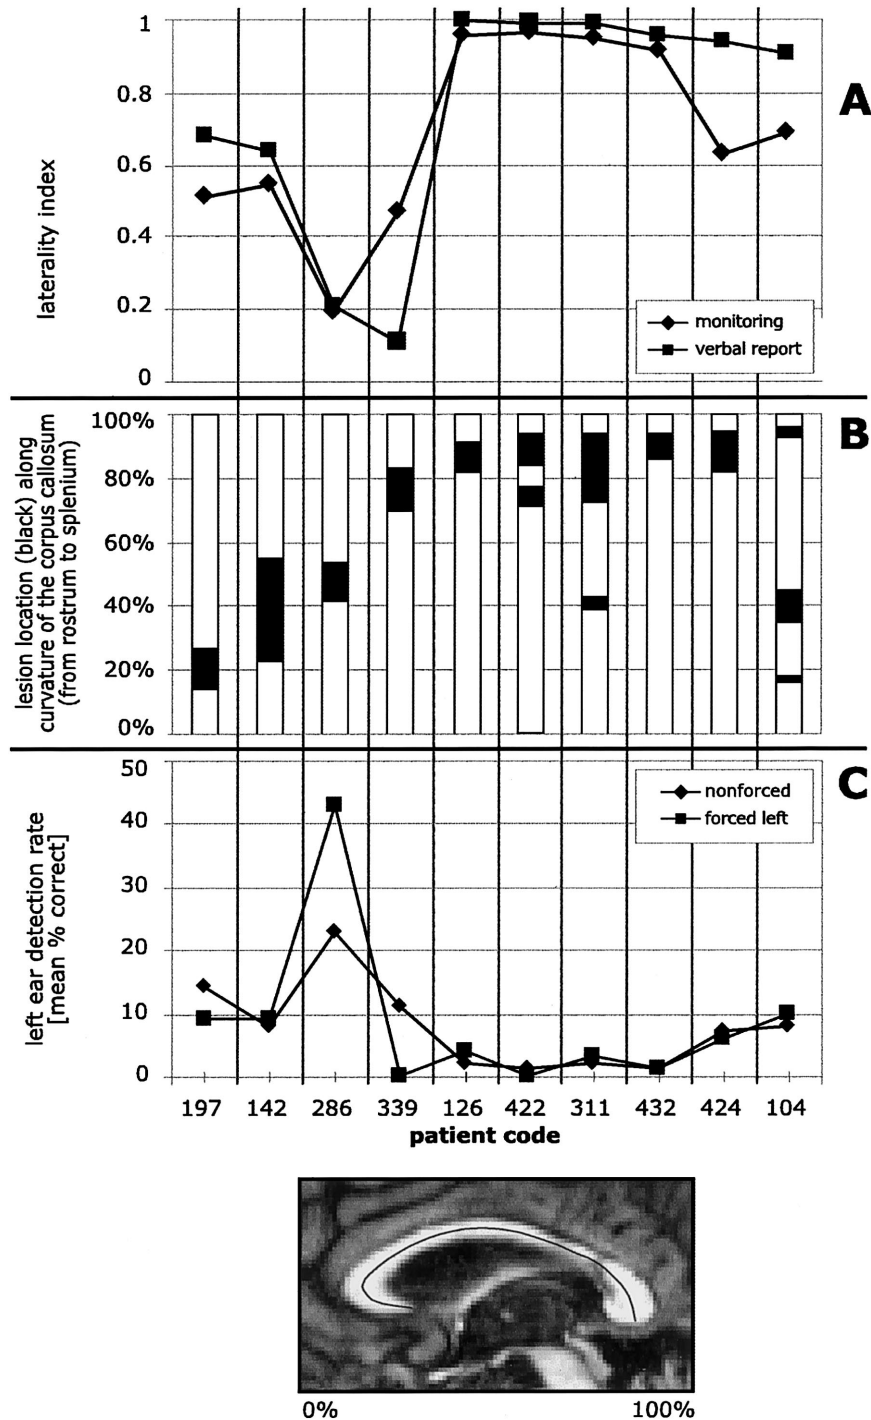 1
0.8
0.6
0.4
0.2
0
laterality index
A
monitoring
verbal report
100%
80%
60%
40%
20%
0%
lesion location (black) along
curvature of the corpus callosum
(from rostrum to splenium)
B
50
40
30
20
10
0
left ear detection rate
[mean % correct]
C
nonforced
forced left
197 142 286 339 126 422 311 432 424 104
patient code
0% 100%